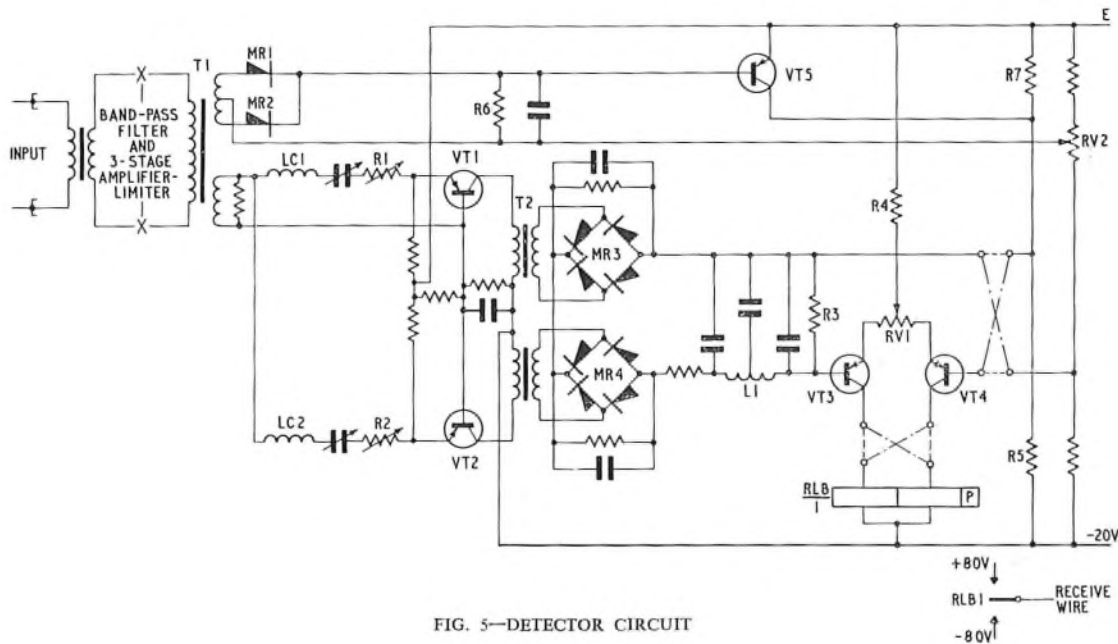 E
T1
MR1
MR2
VT5
R7
R6
RV2
INPUT
BAND-PASS
FILTER
AND
3-STAGE
AMPLIFIER-
LIMITER
LC1
R1
VT1
T2
R4
MR3
R3
RV1
MR4
L1
VT3
VT4
LC2
R2
VT2
R5
RLB
1
P
-20V
+80V
RLB1
RECEIVE
WIRE
-80V
FIG. 5—DETECTOR CIRCUIT